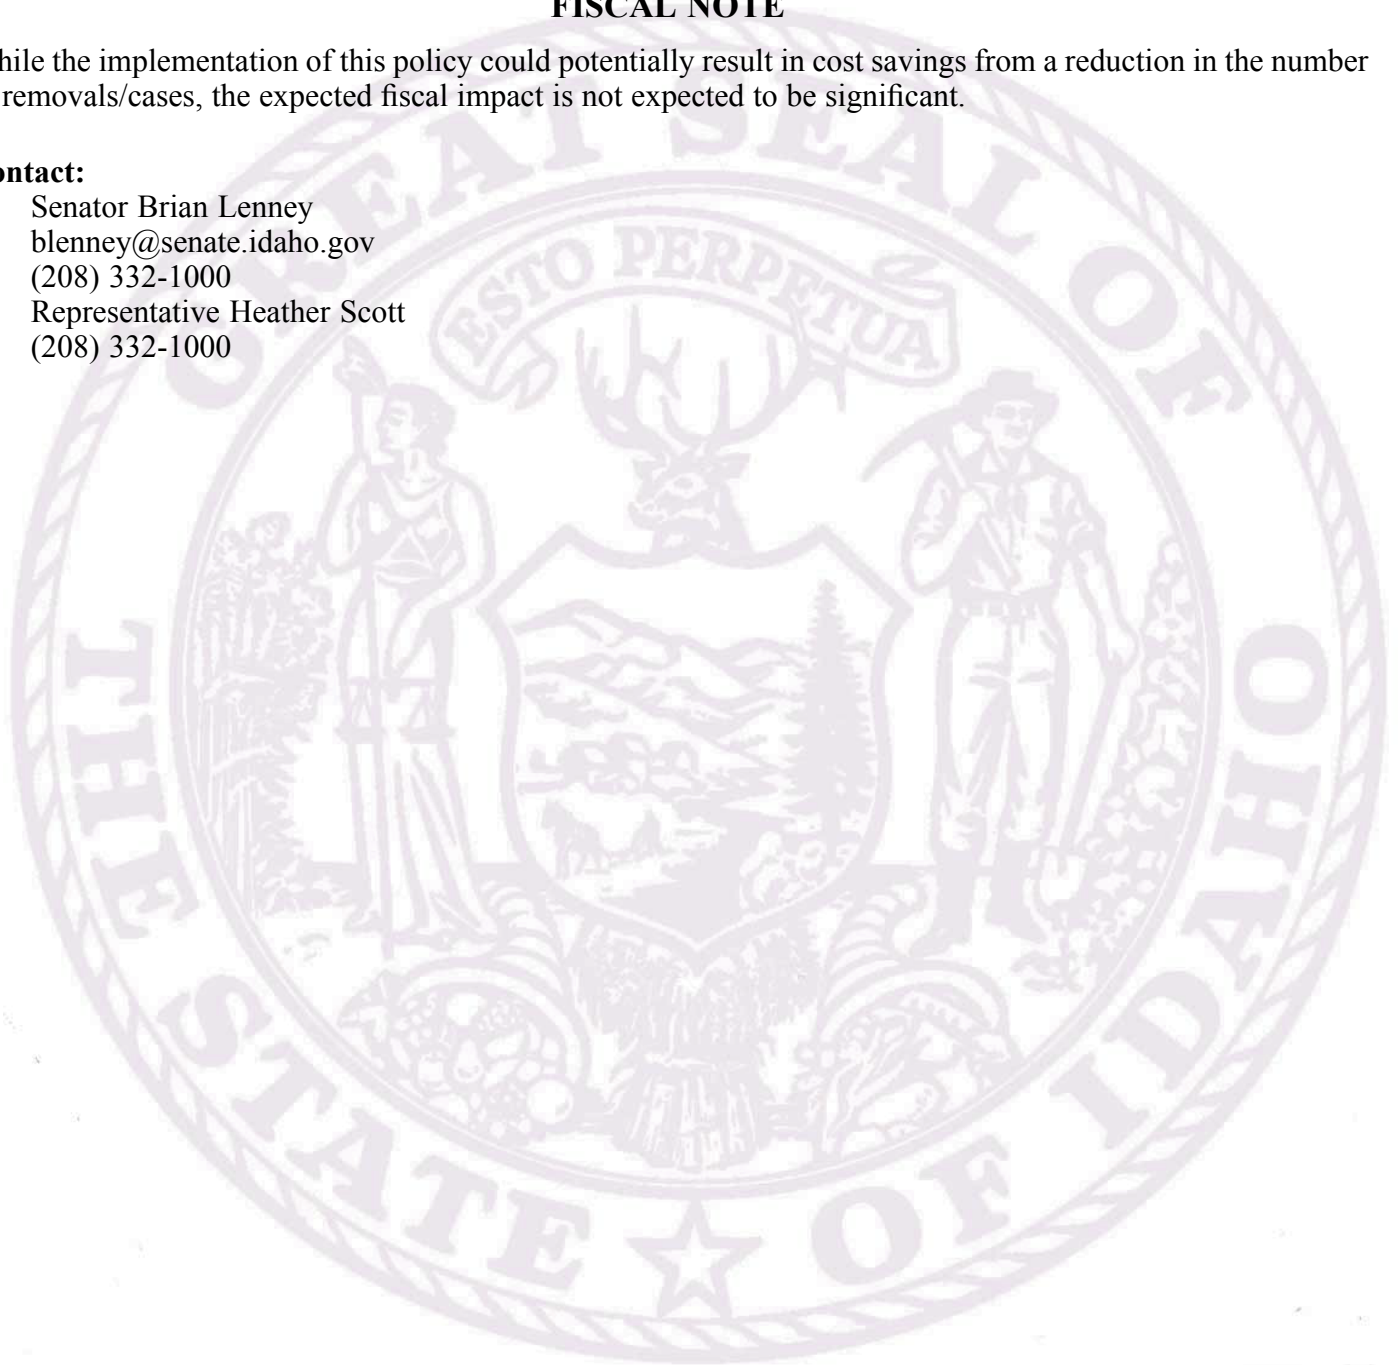 FISCAL NOTE
hile the implementation of this policy could potentially result in cost savings from a reduction in the number
removals/cases, the expected fiscal impact is not expected to be significant.
ontact:
Senator Brian Lenney
blenney@senate.idaho.gov
(208) 332-1000
Representative Heather Scott
(208) 332-1000
GREAT SEAL OF
THE STATE OF IDAHO
ESTO PERPETUA